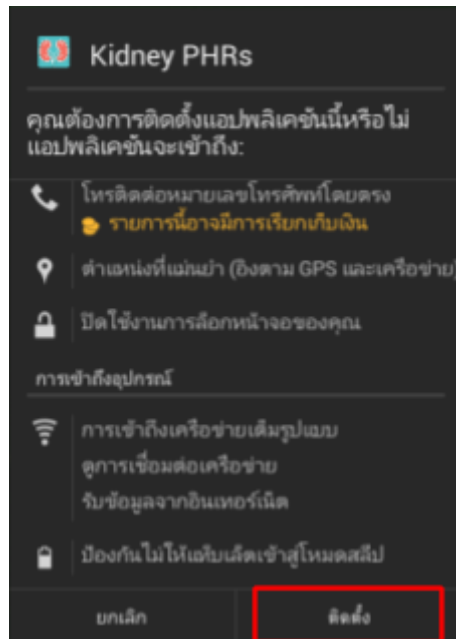 Kidney PHRs
คุณต้องการติดตั้งแอปพลิเคชันนี้หรือไม่
แอปพลิเคชันจะเข้าถึง:
โทรติดต่อหมายเลขโทรศัพท์โดยตรง
รายการนี้อาจมีการเรียกเก็บเงิน
ตำแหน่งที่แม่นยำ (อิงตาม GPS และเครือข่าย)
ปิดใช้งานการล็อกหน้าจอของคุณ
การเข้าถึงอุปกรณ์
การเข้าถึงเครือข่ายเต็มรูปแบบ
ดูการเชื่อมต่อเครือข่าย
รับข้อมูลจากอินเทอร์เน็ต
ป้องกันไม่ให้แท็บเล็ตเข้าสู่โหมดสลีป
ยกเลิก
ติดตั้ง